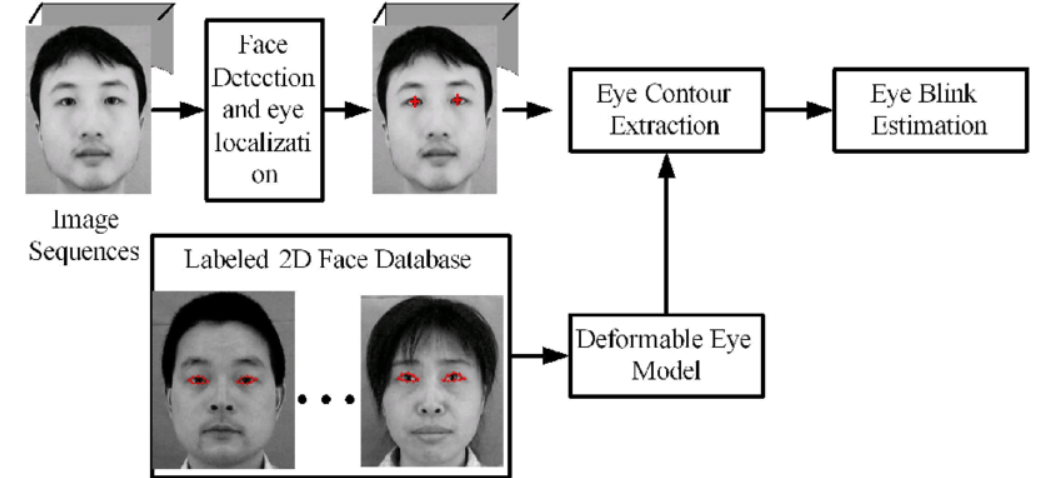 Face
Detection
and eye
localizati
on
Eye Contour
Extraction
Eye Blink
Estimation
Image
Sequences
Labeled 2D Face Database
Deformable Eye
Model